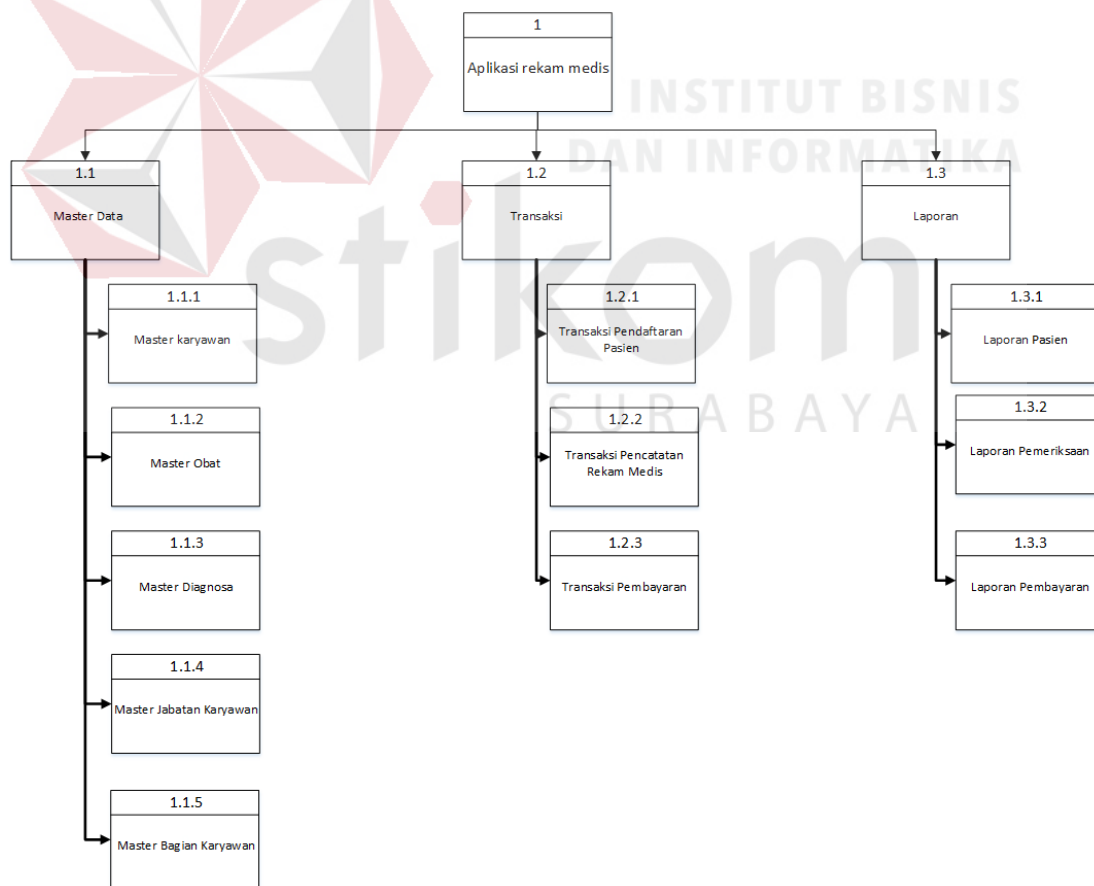 1
Aplikasi rekam medis
INSTITUT BISNIS
DAN INFORMATIKA
stikom
SURABAYA
1.1
Master Data
1.1.1
Master karyawan
1.1.2
Master Obat
1.1.3
Master Diagnosa
1.1.4
Master Jabatan Karyawan
1.1.5
Master Bagian Karyawan
1.2
Transaksi
1.2.1
Transaksi Pendaftaran
Pasien
1.2.2
Transaksi Pencatatan
Rekam Medis
1.2.3
Transaksi Pembayaran
1.3
Laporan
1.3.1
Laporan Pasien
1.3.2
Laporan Pemeriksaan
1.3.3
Laporan Pembayaran